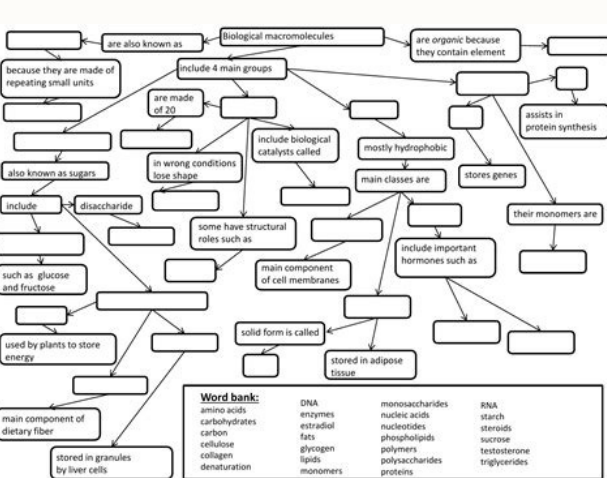 Biological macromolecules
are also known as
are organic because
they contain element
because they are made of
repeating small units
include 4 main groups
are made
of 20
assists in
protein synthesis
include biological
catalysts called
mostly hydrophobic
in wrong conditions
lose shape
also known as sugars
main classes are
stores genes
include
disaccharide
some have structural
roles such as
their monomers are
include important
hormones such as
such as glucose
and fructose
main component
of cell membranes
solid form is called
used by plants to store
energy
stored in adipose
tissue
main component of
dietary fiber
stored in granules
by liver cells
Word bank:
amino acids
carbohydrates
carbon
cellulose
collagen
denaturation
DNA
enzymes
estradiol
fats
glycogen
lipids
monomers
monosaccharides
nucleic acids
nucleotides
phospholipids
polymers
polysaccharides
proteins
RNA
starch
steroids
sucrose
testosterone
triglycerides